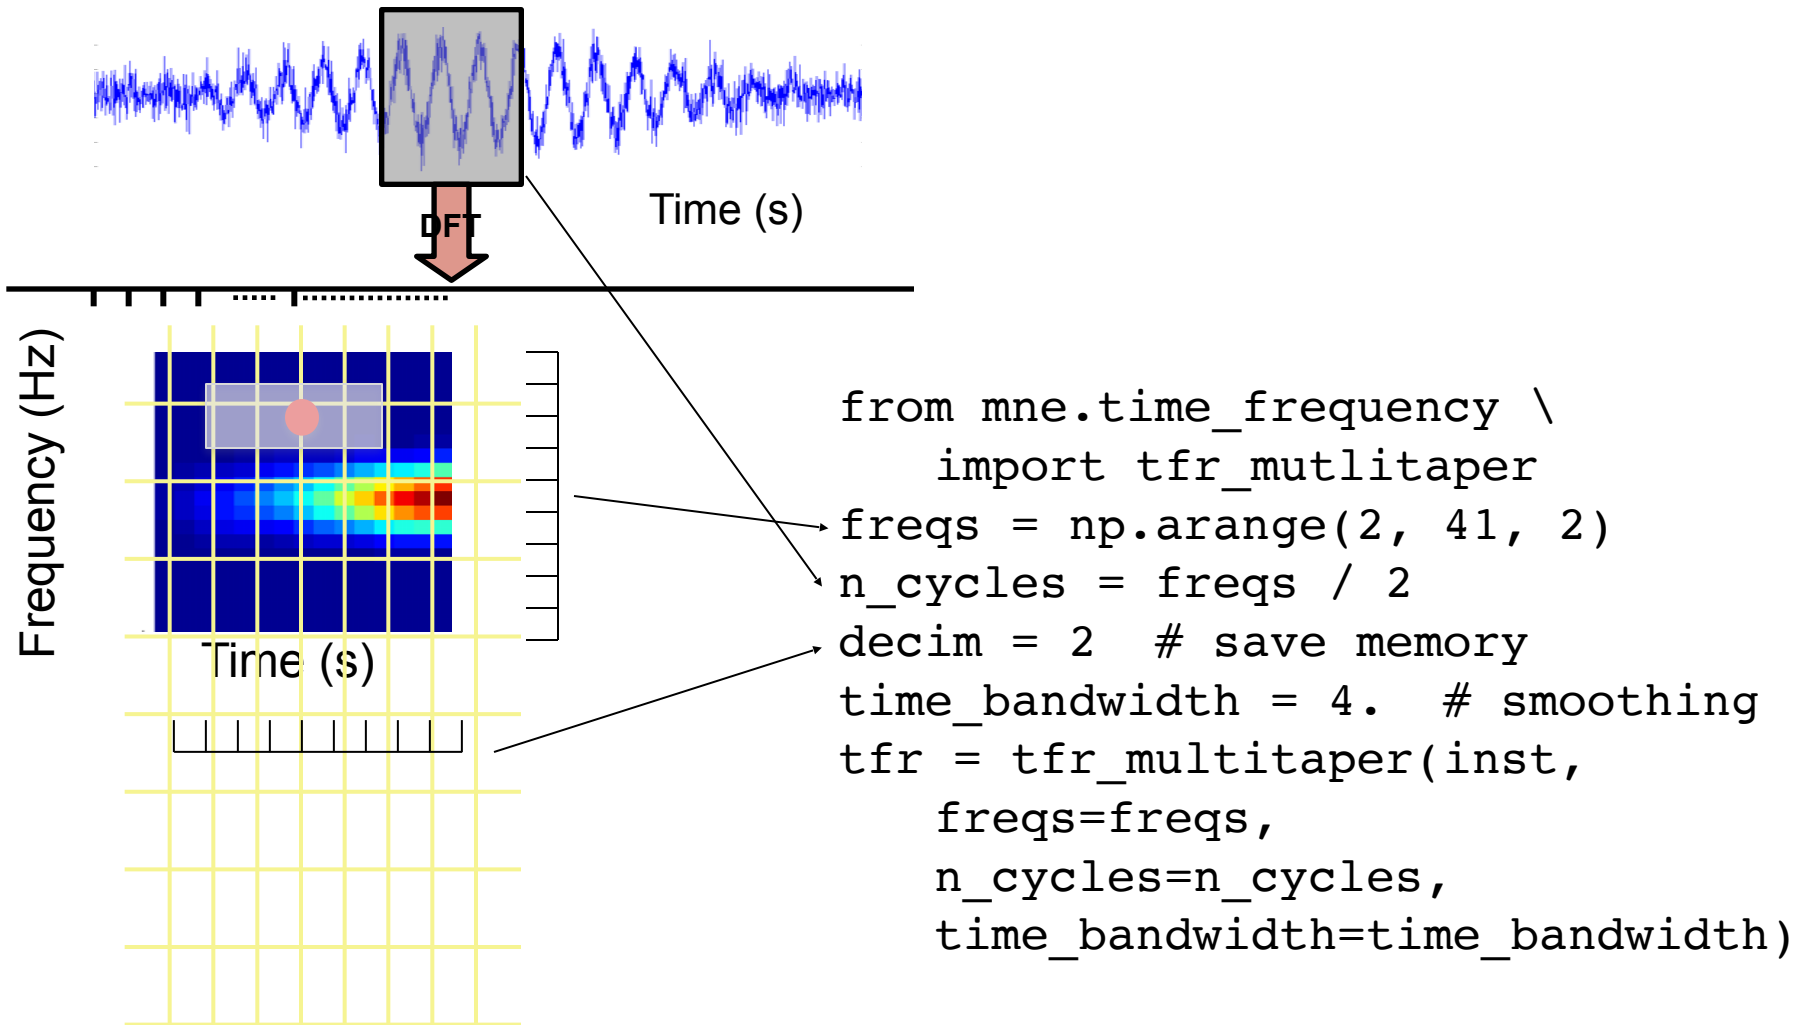 Time (s)
DFT
Frequency (Hz)
Time (s)
from mne.time_frequency \
import tfr_mutlitaper
freqs = np.arange(2, 41, 2)
n_cycles = freqs / 2
decim = 2  # save memory
time_bandwidth = 4.  # smoothing
tfr = tfr_multitaper(inst,
freqs=freqs,
n_cycles=n_cycles,
time_bandwidth=time_bandwidth)